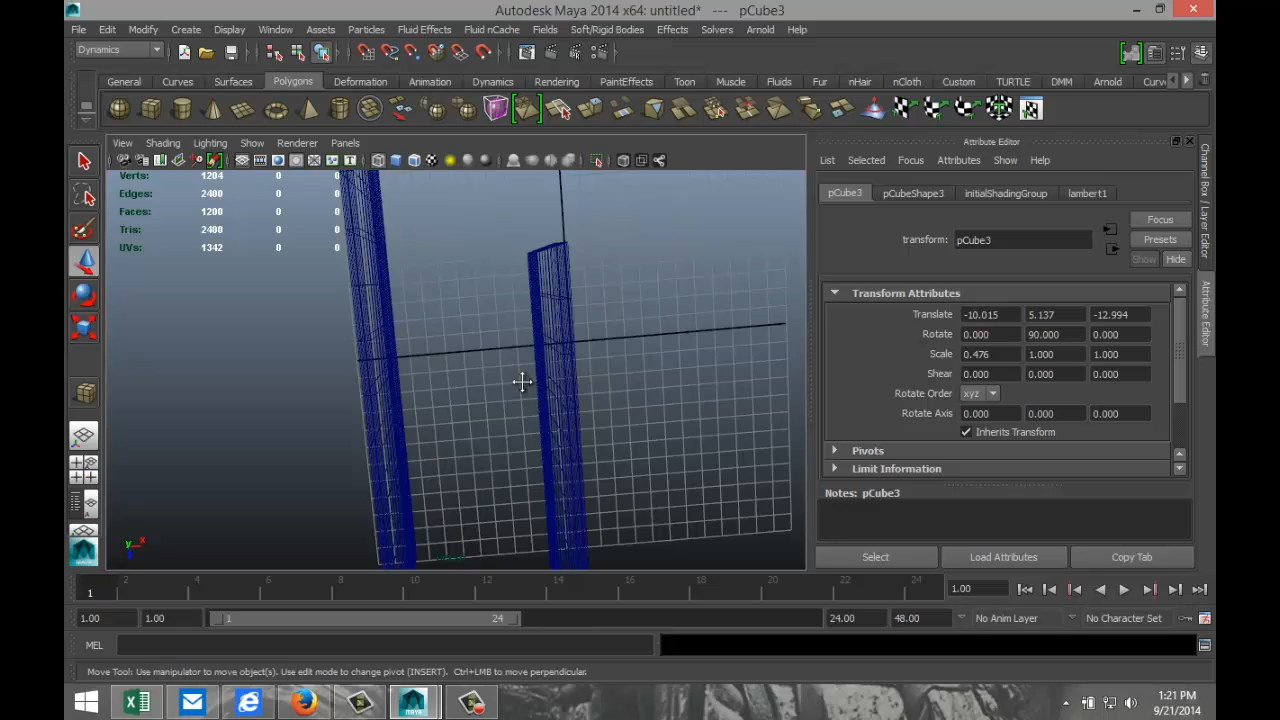 Autodesk Maya 2014 x64: untitled* --- pCube3
File Edit Modify Create Display Window Assets Particles Fluid Effects Fluid nCache Fields Soft/Rigid Bodies Effects Solvers Arnold Help
Dynamics
General Curves Surfaces Polygons Deformation Animation Dynamics Rendering PaintEffects Toon Muscle Fluids Fur nHair nCloth Custom TURTLE DMM Arnold Curv
View Shading Lighting Show Renderer Panels
Verts: 1204 0 0
Edges: 2400 0 0
Faces: 1200 0 0
Tris: 2400 0 0
UVs: 1342 0 0
y x
Attribute Editor
List Selected Focus Attributes Show Help
pCube3 pCubeShape3 initialShadingGroup lambert1
Focus
transform: pCube3
Presets
Show Hide
Transform Attributes
Translate -10.015 5.137 -12.994
Rotate 0.000 90.000 0.000
Scale 0.476 1.000 1.000
Shear 0.000 0.000 0.000
Rotate Order xyz
Rotate Axis 0.000 0.000 0.000
Inherits Transform
Pivots
Limit Information
Notes: pCube3
Select Load Attributes Copy Tab
Channel Box / Layer Editor
Attribute Editor
2 4 6 8 10 12 14 16 18 20 22 24
1
1.00
1.00 1.00 1 24 24.00 48.00 No Anim Layer No Character Set
MEL
Move Tool: Use manipulator to move object(s). Use edit mode to change pivot [INSERT]. Ctrl+LMB to move perpendicular.
1:21 PM
9/21/2014